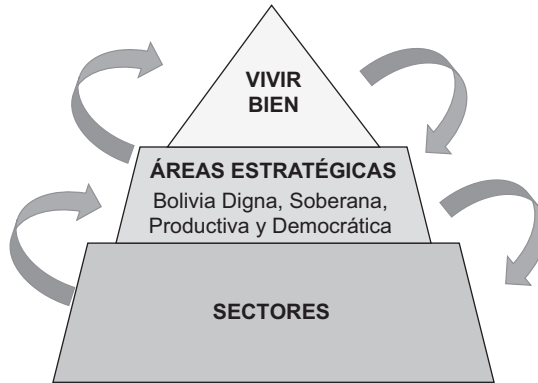 VIVIR
BIEN
ÁREAS ESTRATÉGICAS
Bolivia Digna, Soberana,
Productiva y Democrática
SECTORES